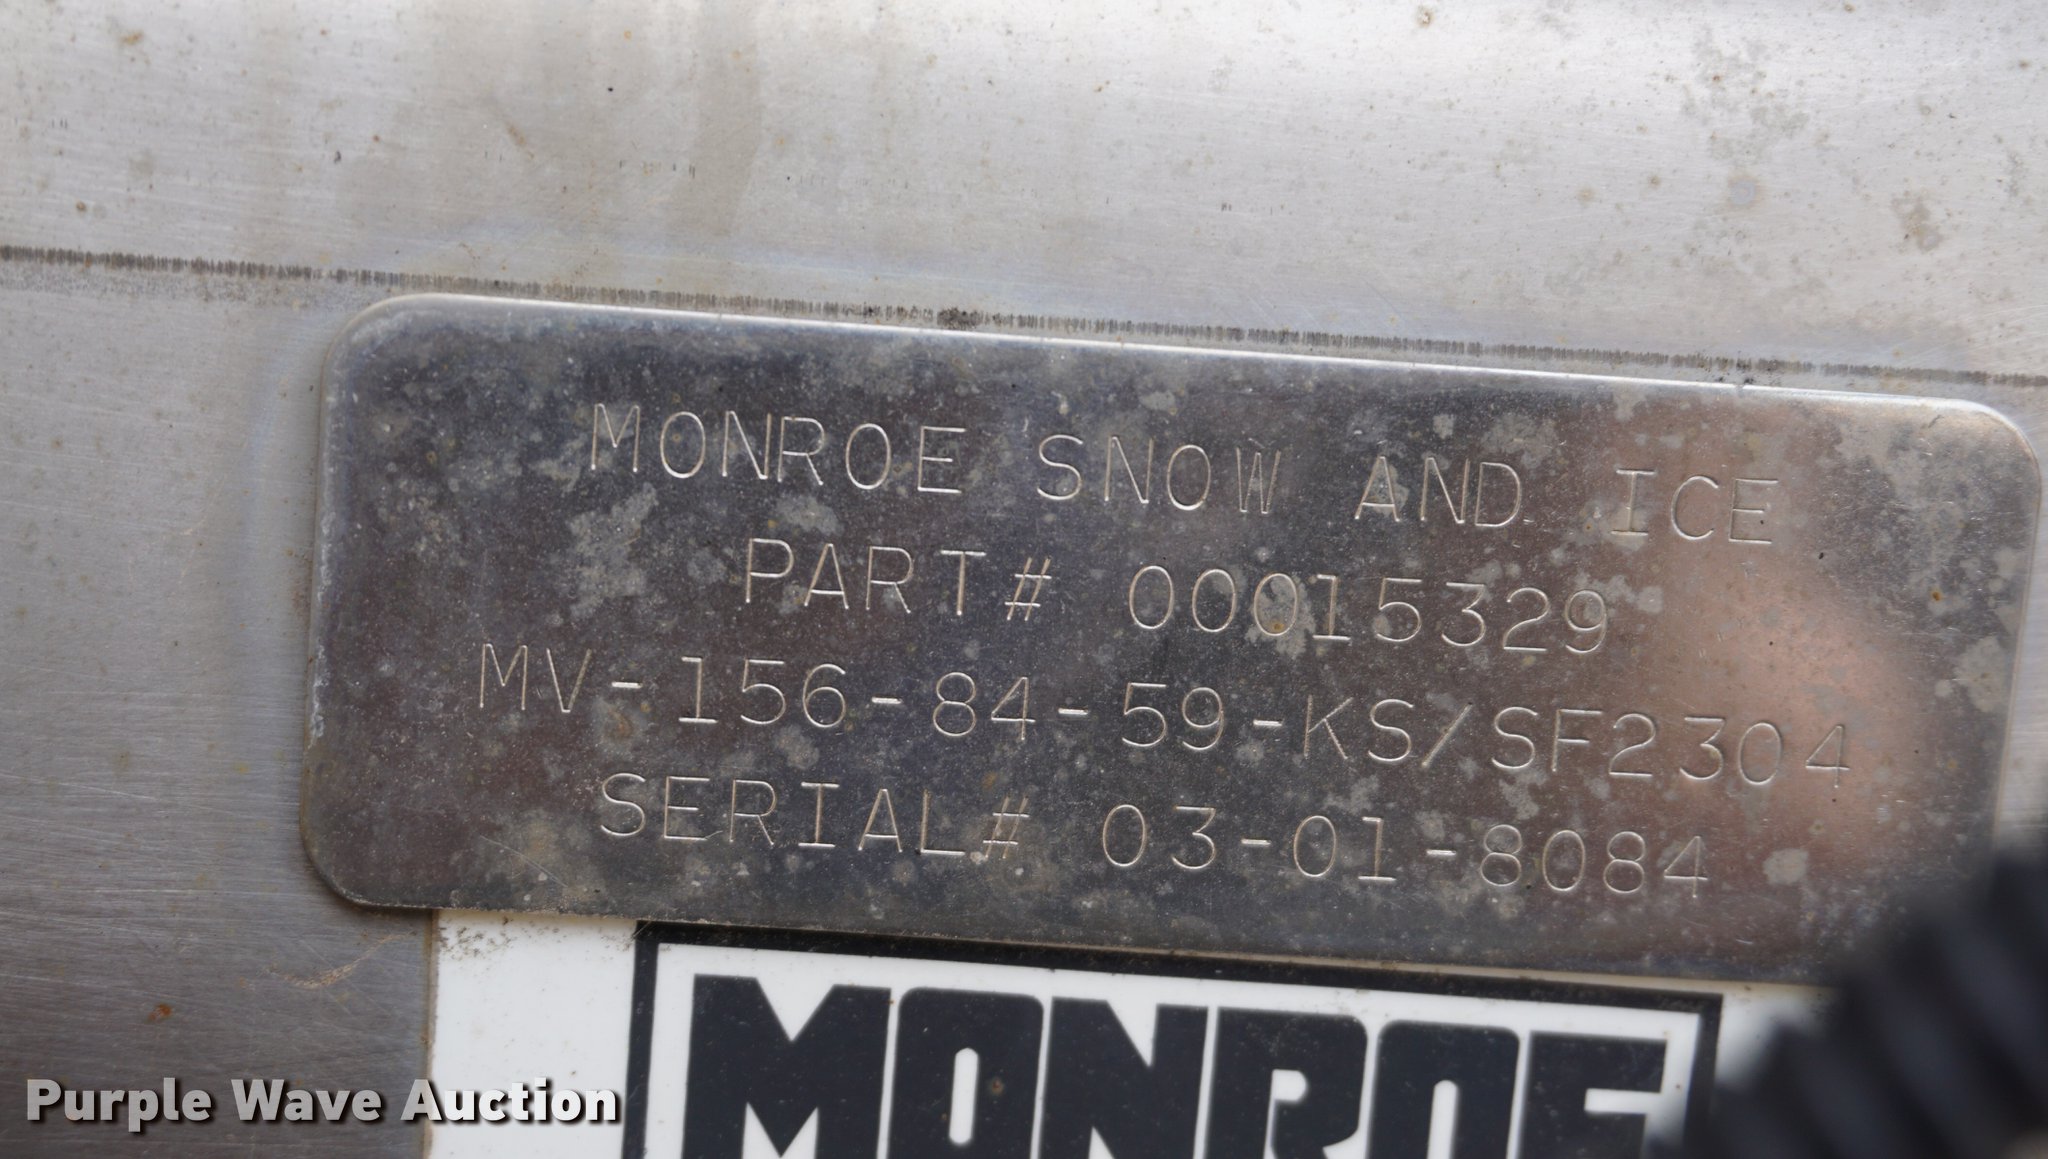 MONROE SNOW AND ICE
PART# 00015329
MV-156-84-59-KS/SF2304
SERIAL# 03-01-8084
MONROE
Purple Wave Auction